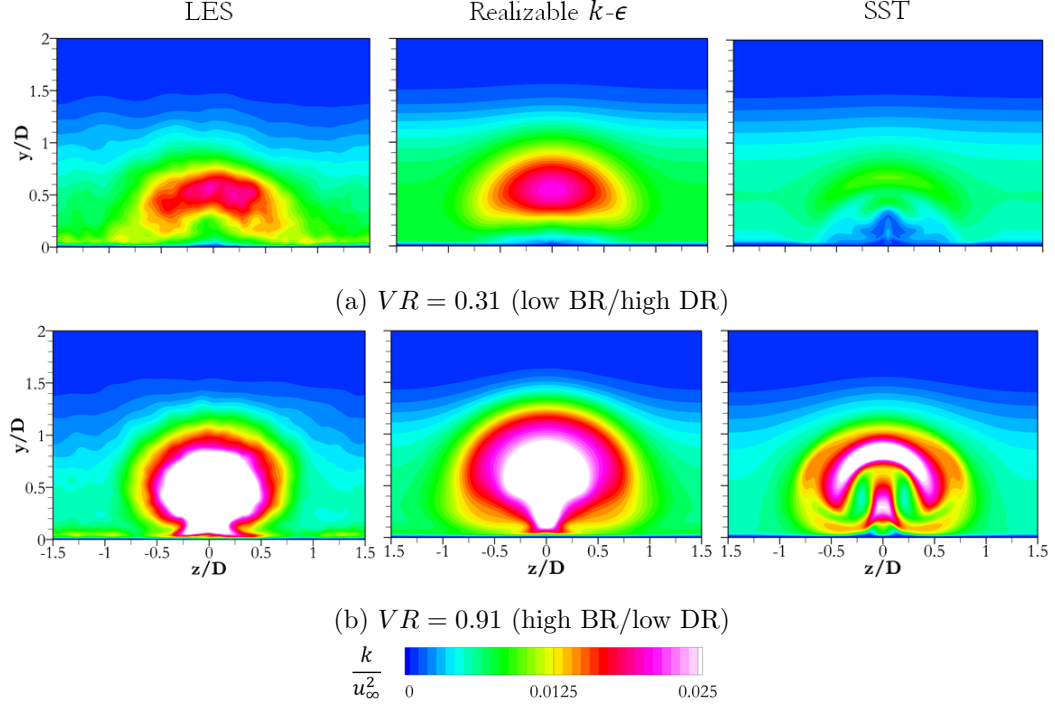 LES Realizable k-ϵ SST
2
1.5
y/D
1
0.5
0
(a) VR = 0.31 (low BR/high DR)
2
1.5
y/D
1
0.5
0
-1.5 -1 -0.5 0 0.5 1 1.5 -1.5 -1 -0.5 0 0.5 1 1.5 -1.5 -1 -0.5 0 0.5 1 1.5
z/D z/D z/D
(b) VR = 0.91 (high BR/low DR)
k/u∞²
0 0.0125 0.025